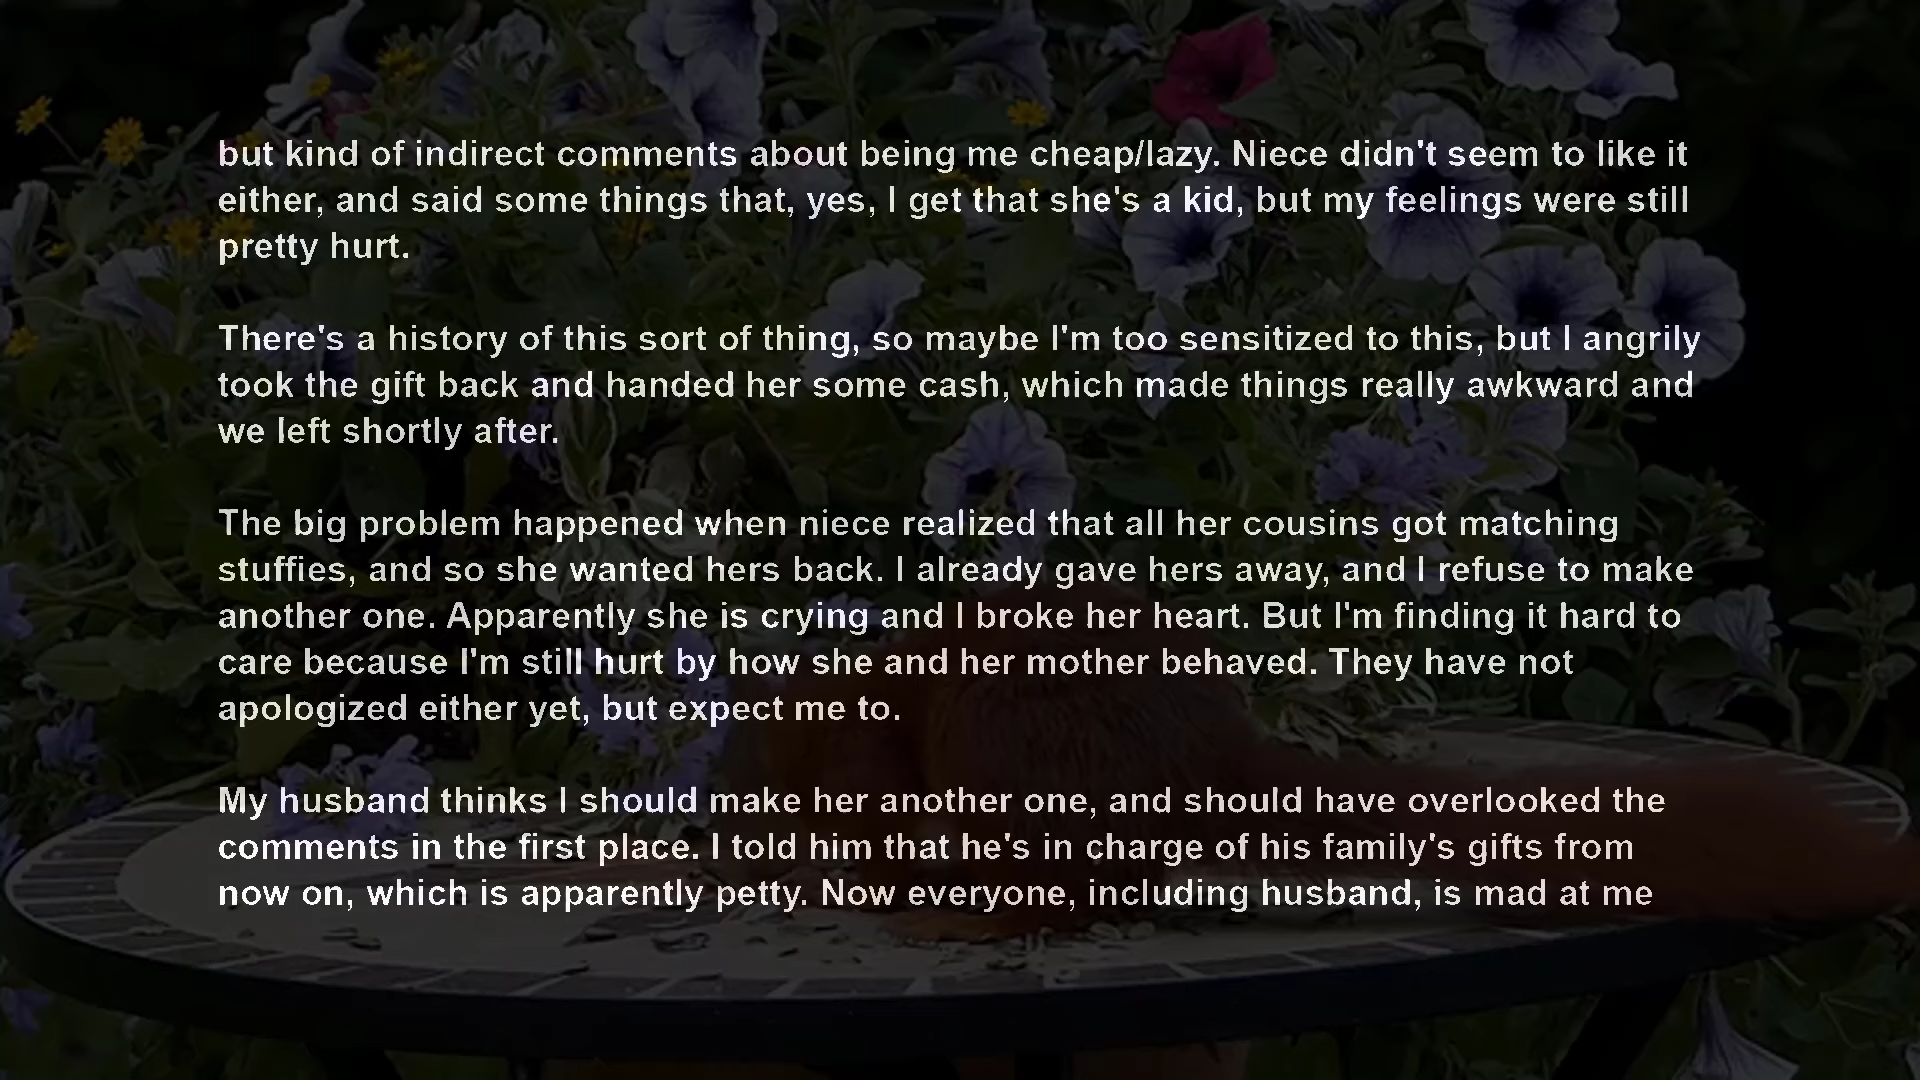 but kind of indirect comments about being me cheap/lazy. Niece didn't seem to like it
either, and said some things that, yes, I get that she's a kid, but my feelings were still
pretty hurt.
There's a history of this sort of thing, so maybe I'm too sensitized to this, but I angrily
took the gift back and handed her some cash, which made things really awkward and
we left shortly after.
The big problem happened when niece realized that all her cousins got matching
stuffies, and so she wanted hers back. I already gave hers away, and I refuse to make
another one. Apparently she is crying and I broke her heart. But I'm finding it hard to
care because I'm still hurt by how she and her mother behaved. They have not
apologized either yet, but expect me to.
My husband thinks I should make her another one, and should have overlooked the
comments in the first place. I told him that he's in charge of his family's gifts from
now on, which is apparently petty. Now everyone, including husband, is mad at me